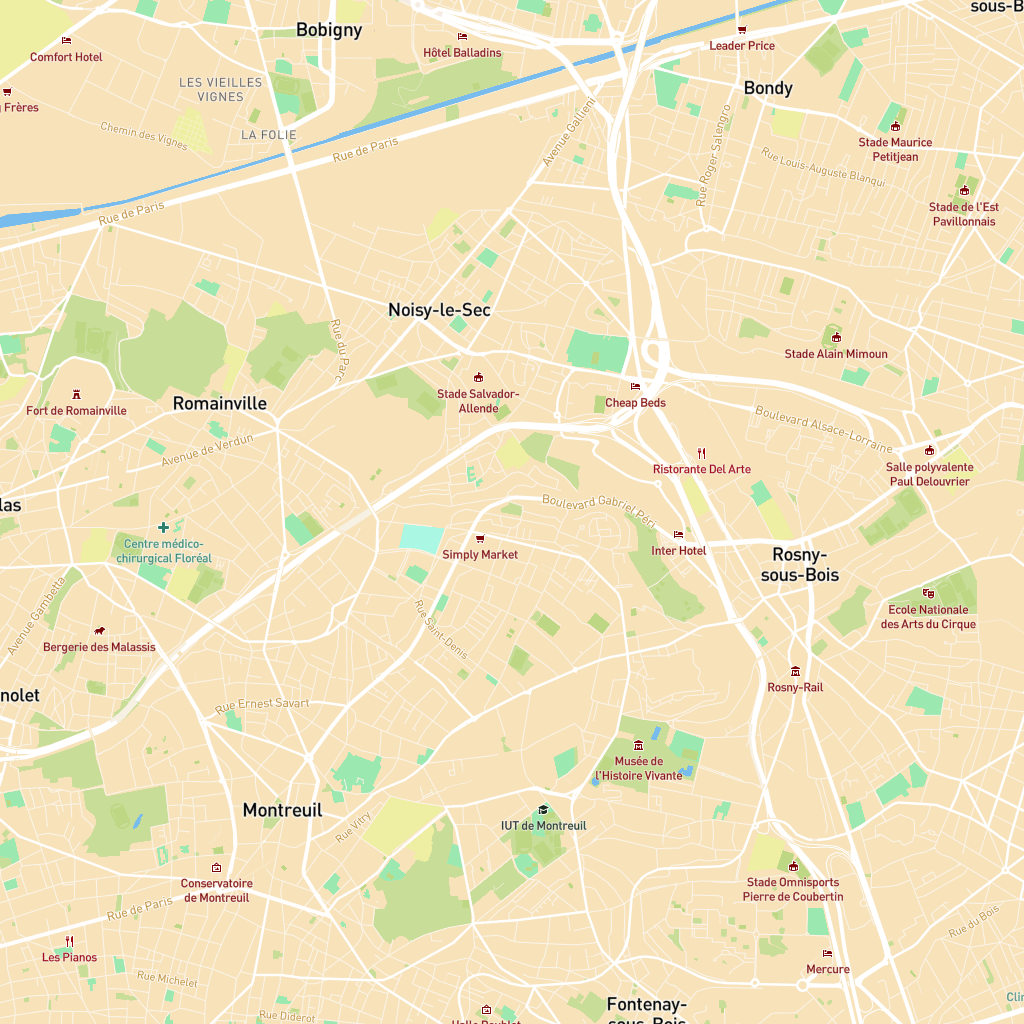 sous-B
Bobigny
Leader Price
Comfort Hotel
Hôtel Balladins
LES VIEILLES
VIGNES
Bondy
Frères
Chemin des Vignes
LA FOLIE
Rue de Paris
Avenue Gallieni
Rue Roger Salengro
Stade Maurice
Petitjean
Rue Louis-Auguste Blanqui
Rue de Paris
Stade de l'Est
Pavillonnais
Noisy-le-Sec
Rue du Parc
Stade Alain Mimoun
Stade Salvador-
Allende
Cheap Beds
Fort de Romainville
Romainville
Boulevard Alsace-Lorraine
Avenue de Verdun
Ristorante Del Arte
Salle polyvalente
Paul Delouvrier
las
Boulevard Gabriel Péri
Centre médico-
chirurgical Floréal
Simply Market
Inter Hotel
Rosny-
sous-Bois
Avenue Gambetta
Rue Saint-Denis
Ecole Nationale
des Arts du Cirque
Bergerie des Malassis
nolet
Rue Ernest Savart
Rosny-Rail
Musée de
l'Histoire Vivante
Montreuil
Rue Vitry
IUT de Montreuil
Conservatoire
de Montreuil
Stade Omnisports
Pierre de Coubertin
Rue de Paris
Rue du Bois
Les Pianos
Mercure
Rue Michelet
Fontenay-
sous-Bois
Rue Diderot
Clin